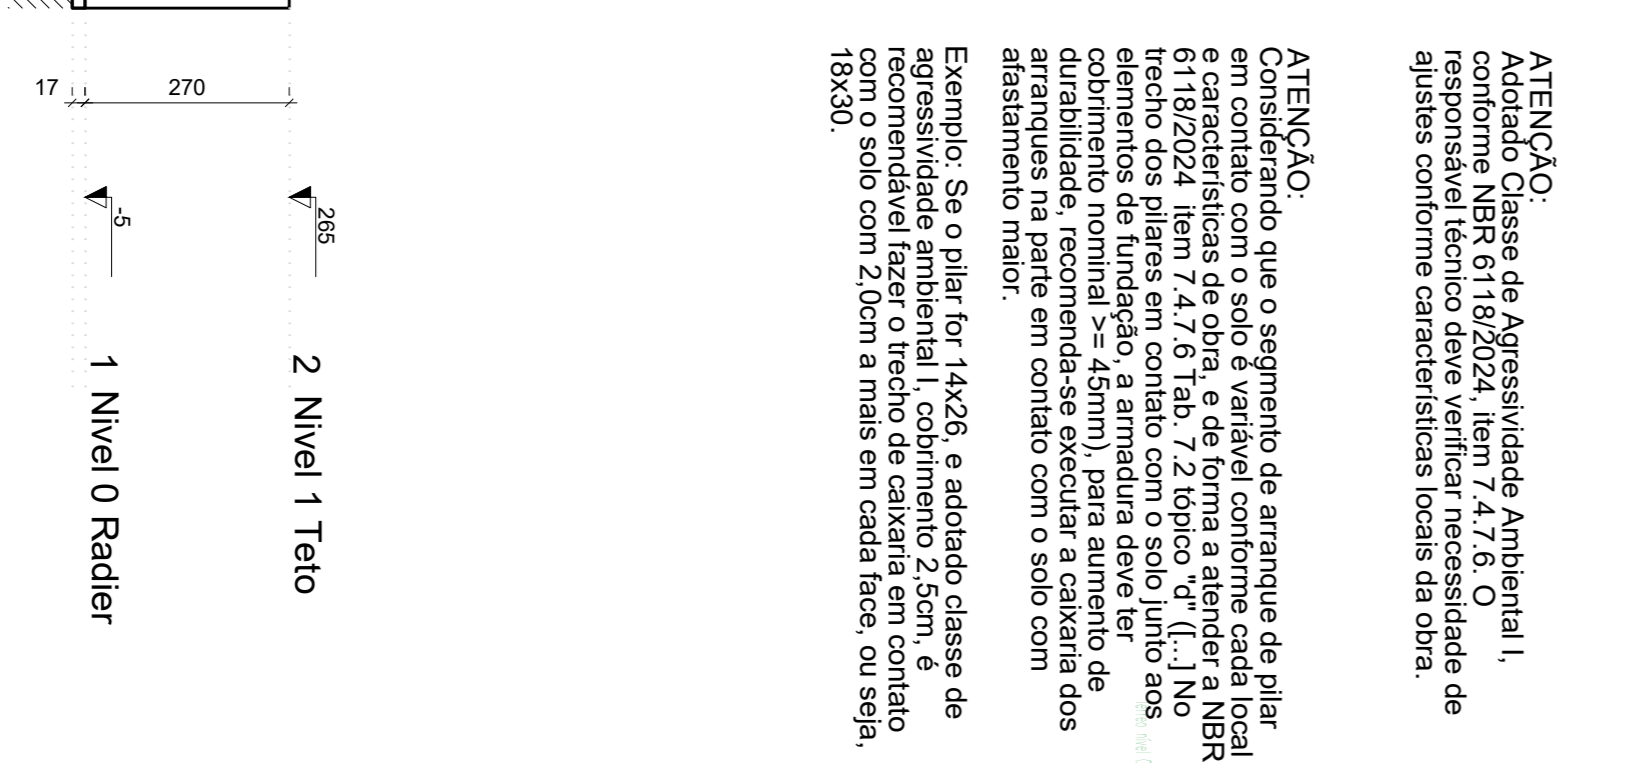 ATENÇÃO:
Adotado Classe de Agressividade Ambiental I,
conforme NBR 6118/2024, item 7.4.7.6. O
responsável técnico deve verificar necessidade de
ajustes conforme características locais da obra.
ATENÇÃO:
Considerando que o segmento de arranque de pilar
em contato com o solo é variável conforme cada local
e características de obra, e de forma a atender a NBR
6118/2024 item 7.4.7.6 Tab. 7.2 tópico "d" ([...] No
trecho dos pilares em contato com o solo junto aos
elementos de fundação, a armadura deve ter
cobrimento nominal >= 45mm), para aumento de
durabilidade, recomenda-se executar a caixaria dos
arranques na parte em contato com o solo com
afastamento maior.
Exemplo: Se o pilar for 14x26, e adotado classe de
agressividade ambiental I, cobrimento 2,5cm, é
recomendável fazer o trecho de caixaria em contato
com o solo com 2,0cm a mais em cada face, ou seja,
18x30.
17
270
265
-5
2 Nivel 1 Teto
1 Nivel 0 Radier